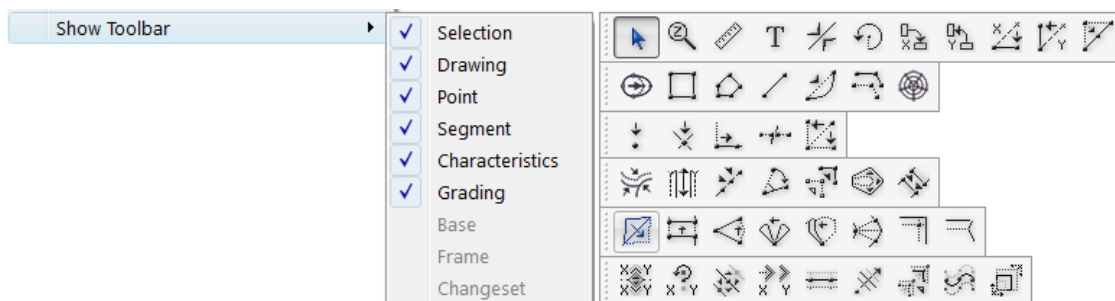 Show Toolbar
Selection
Drawing
Point
Segment
Characteristics
Grading
Base
Frame
Changeset
Z T X Y X Y X Y
X Y X Y X Y